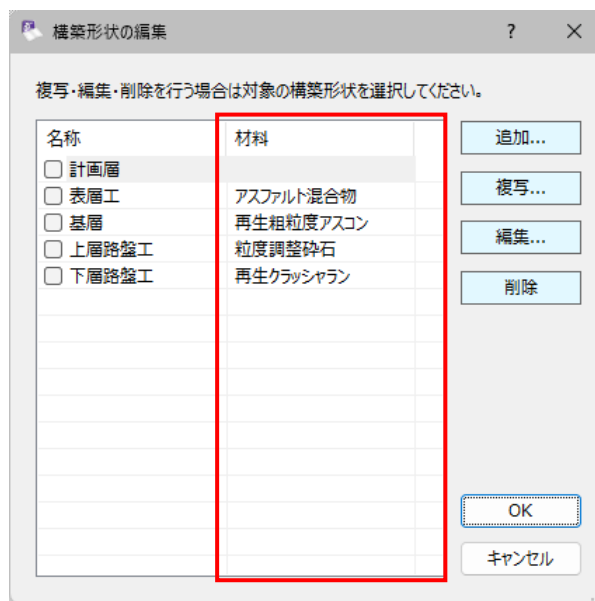 構築形状の編集 ? ×
複写・編集・削除を行う場合は対象の構築形状を選択してください。
名称 材料
計画層
表層工 アスファルト混合物
基層 再生粗粒度アスコン
上層路盤工 粒度調整砕石
下層路盤工 再生クラッシャラン
追加...
複写...
編集...
削除
OK
キャンセル